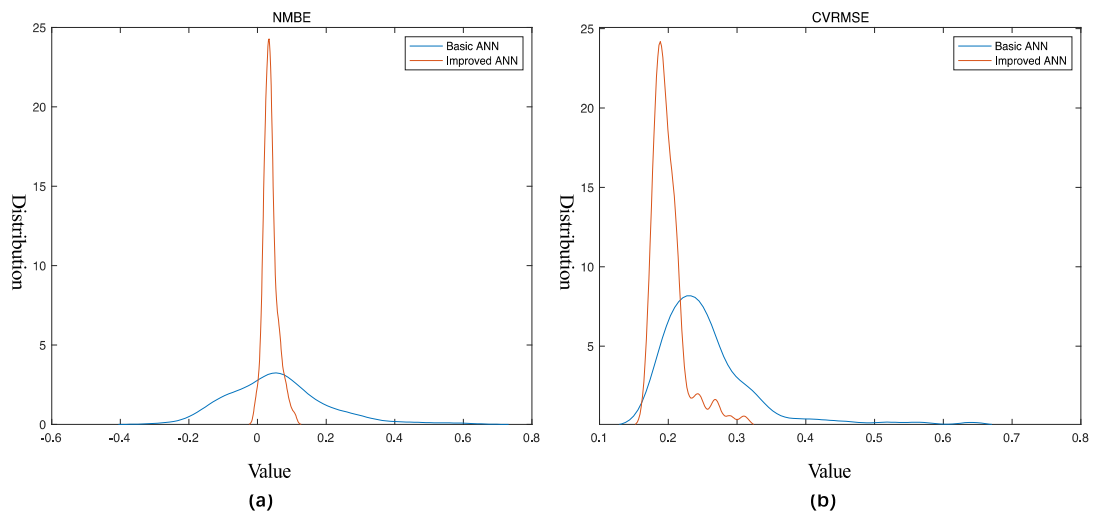 NMBE
Basic ANN
Improved ANN
25
20
15
10
5
0
Distribution
-0.6
-0.4
-0.2
0
0.2
0.4
0.6
0.8
Value
(a)
CVRMSE
Basic ANN
Improved ANN
25
20
15
10
5
Distribution
0.1
0.2
0.3
0.4
0.5
0.6
0.7
0.8
Value
(b)